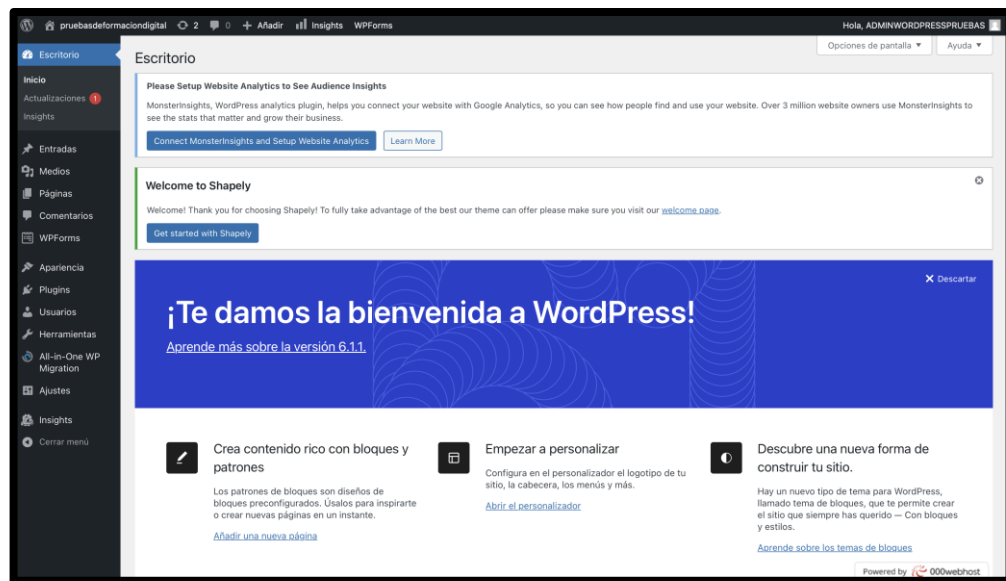 pruebasdeformaciondigital 2 0 Añadir Insights WPForms Hola, ADMINWORDPRESSPRUEBAS
Escritorio
Inicio
Actualizaciones 1
Insights
Entradas
Medios
Páginas
Comentarios
WPForms
Apariencia
Plugins
Usuarios
Herramientas
All-in-One WP
Migration
Ajustes
Insights
Cerrar menú
Opciones de pantalla Ayuda
Escritorio
Please Setup Website Analytics to See Audience Insights
MonsterInsights, WordPress analytics plugin, helps you connect your website with Google Analytics, so you can see how people find and use your website. Over 3 million website owners use MonsterInsights to
see the stats that matter and grow their business.
Connect MonsterInsights and Setup Website Analytics Learn More
Welcome to Shapely
Welcome! Thank you for choosing Shapely! To fully take advantage of the best our theme can offer please make sure you visit our welcome page.
Get started with Shapely
Descartar
¡Te damos la bienvenida a WordPress!
Aprende más sobre la versión 6.1.1.
Crea contenido rico con bloques y
patrones
Los patrones de bloques son diseños de
bloques preconfigurados. Úsalos para inspirarte
o crear nuevas páginas en un instante.
Añadir una nueva página
Empezar a personalizar
Configura en el personalizador el logotipo de tu
sitio, la cabecera, los menús y más.
Abrir el personalizador
Descubre una nueva forma de
construir tu sitio.
Hay un nuevo tipo de tema para WordPress,
llamado tema de bloques, que te permite crear
el sitio que siempre has querido — Con bloques
y estilos.
Aprende sobre los temas de bloques
Powered by 000webhost